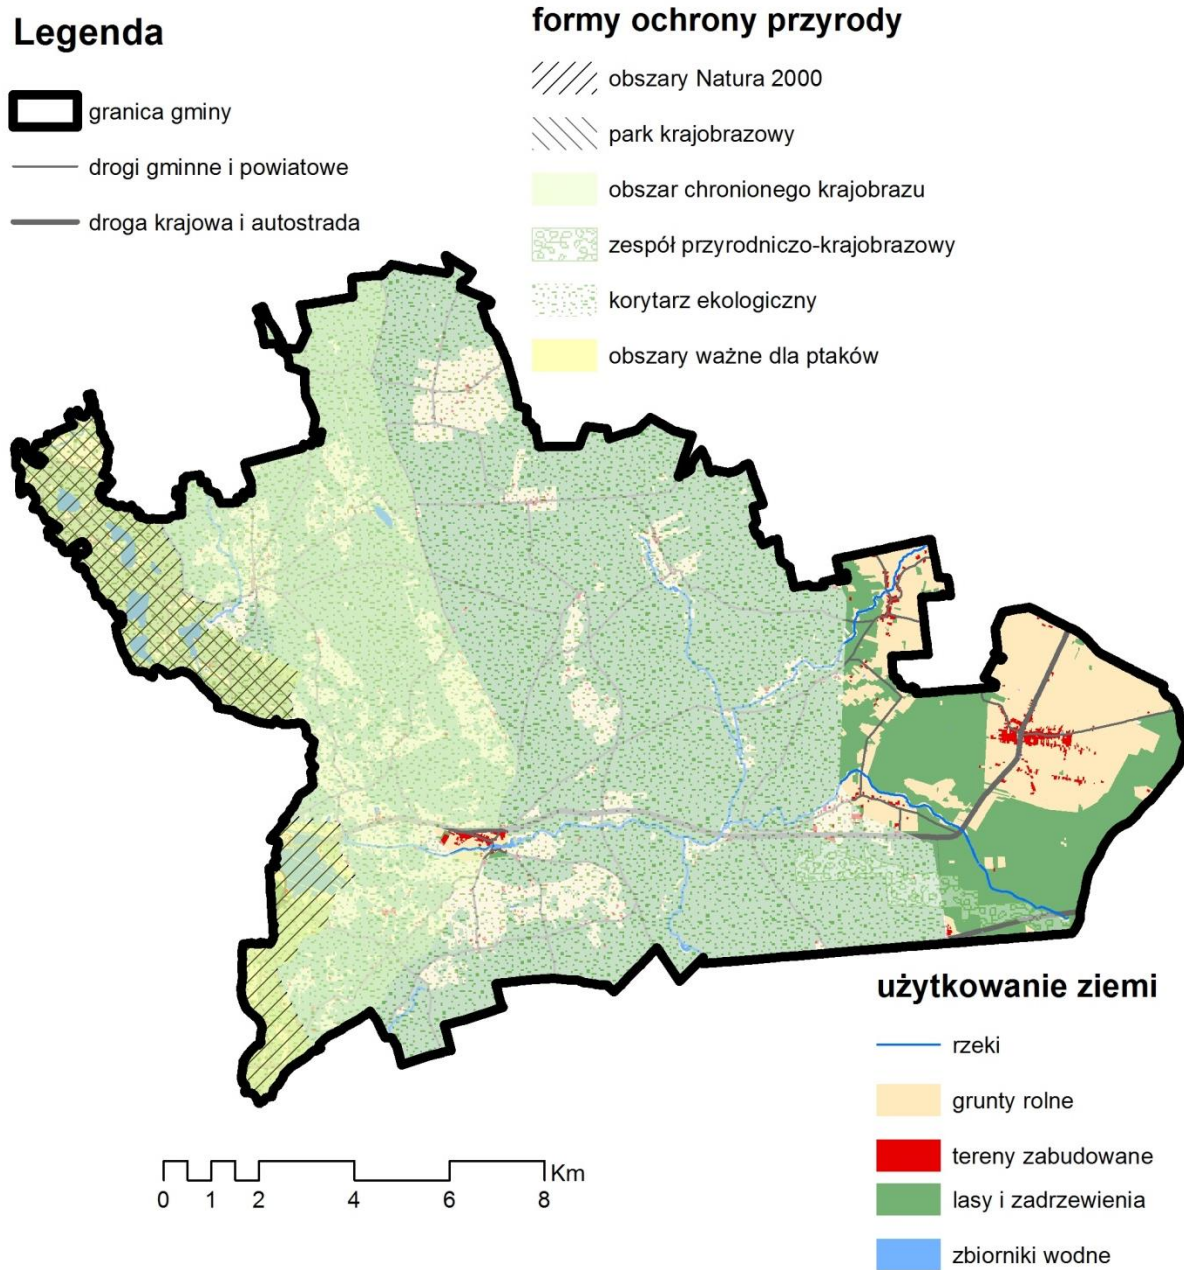 Legenda
granica gminy
drogi gminne i powiatowe
droga krajowa i autostrada
formy ochrony przyrody
obszary Natura 2000
park krajobrazowy
obszar chronionego krajobrazu
zespół przyrodniczo-krajobrazowy
korytarz ekologiczny
obszary ważne dla ptaków
użytkowanie ziemi
rzeki
grunty rolne
tereny zabudowane
lasy i zadrzewienia
zbiorniki wodne
Km
0 1 2 4 6 8